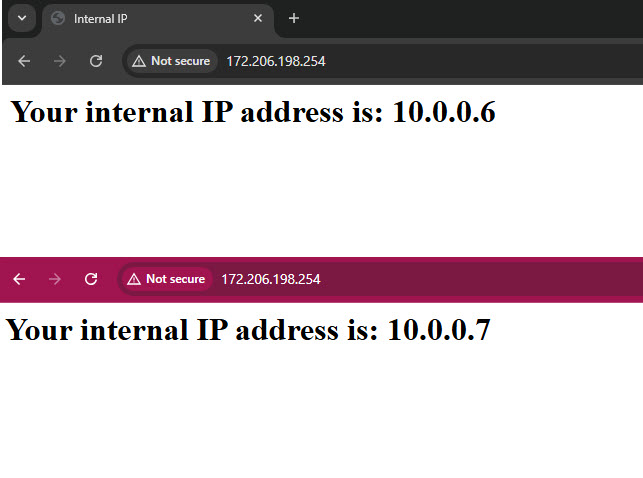 Internal IP
Not secure 172.206.198.254
Your internal IP address is: 10.0.0.6
Not secure 172.206.198.254
Your internal IP address is: 10.0.0.7